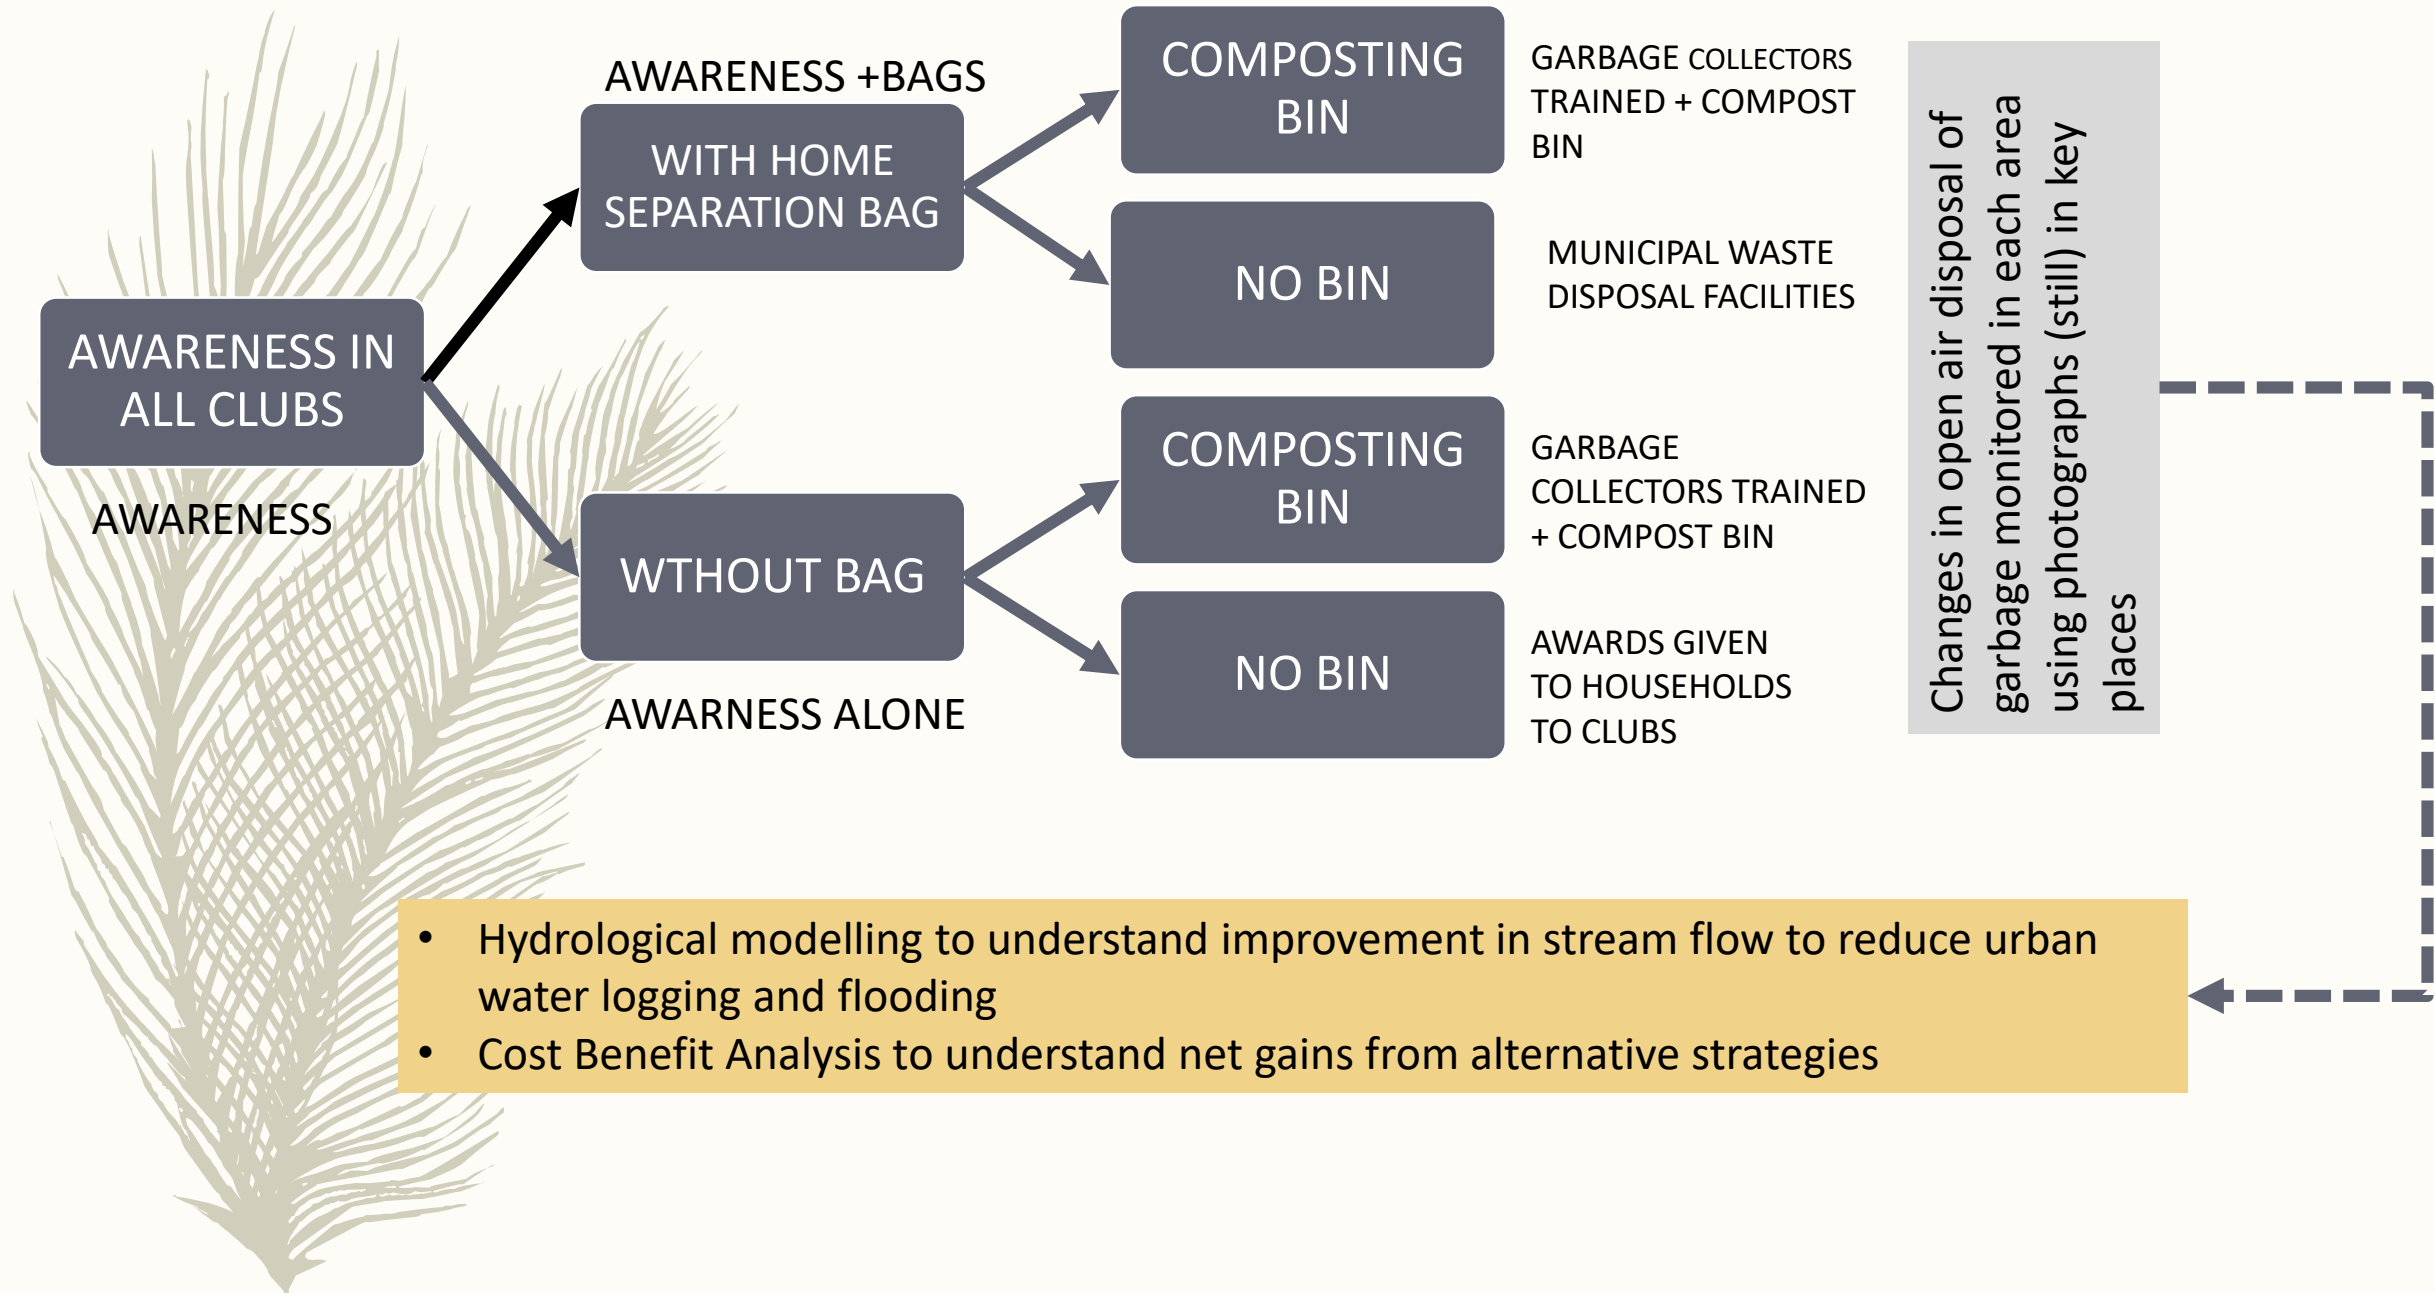 AWARENESS IN
ALL CLUBS
AWARENESS
AWARENESS +BAGS
WITH HOME
SEPARATION BAG
WTHOUT BAG
AWARNESS ALONE
COMPOSTING
BIN
GARBAGE COLLECTORS
TRAINED + COMPOST
BIN
NO BIN
MUNICIPAL WASTE
DISPOSAL FACILITIES
COMPOSTING
BIN
GARBAGE
COLLECTORS TRAINED
+ COMPOST BIN
NO BIN
AWARDS GIVEN
TO HOUSEHOLDS
TO CLUBS
Changes in open air disposal of
garbage monitored in each area
using photographs (still) in key
places
• Hydrological modelling to understand improvement in stream flow to reduce urban
water logging and flooding
• Cost Benefit Analysis to understand net gains from alternative strategies